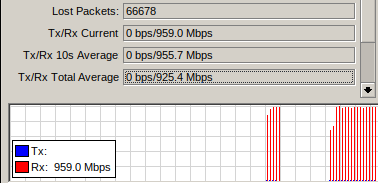 Lost Packets: 66678
Tx/Rx Current 0 bps/959.0 Mbps
Tx/Rx 10s Average 0 bps/955.7 Mbps
Tx/Rx Total Average 0 bps/925.4 Mbps
Tx:
Rx: 959.0 Mbps